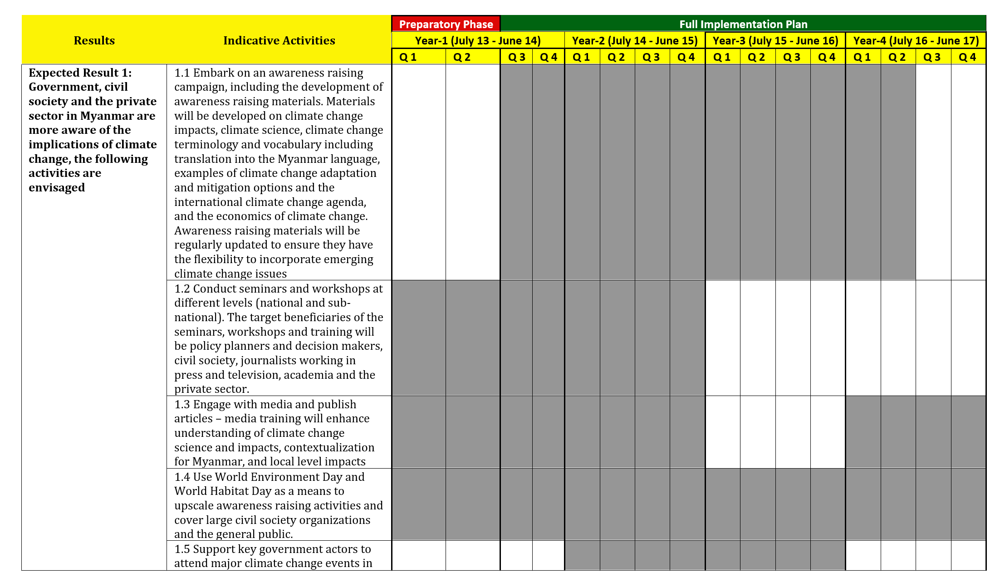 Preparatory Phase Full Implementation Plan
Results Indicative Activities Year-1 (July 13 - June 14) Year-2 (July 14 - June 15) Year-3 (July 15 - June 16) Year-4 (July 16 - June 17)
Q 1 Q 2 Q 3 Q 4 Q 1 Q 2 Q 3 Q 4 Q 1 Q 2 Q 3 Q 4 Q 1 Q 2 Q 3 Q 4
Expected Result 1:
Government, civil
society and the private
sector in Myanmar are
more aware of the
implications of climate
change, the following
activities are
envisaged
1.1 Embark on an awareness raising
campaign, including the development of
awareness raising materials. Materials
will be developed on climate change
impacts, climate science, climate change
terminology and vocabulary including
translation into the Myanmar language,
examples of climate change adaptation
and mitigation options and the
international climate change agenda,
and the economics of climate change.
Awareness raising materials will be
regularly updated to ensure they have
the flexibility to incorporate emerging
climate change issues
1.2 Conduct seminars and workshops at
different levels (national and sub-
national). The target beneficiaries of the
seminars, workshops and training will
be policy planners and decision makers,
civil society, journalists working in
press and television, academia and the
private sector.
1.3 Engage with media and publish
articles – media training will enhance
understanding of climate change
science and impacts, contextualization
for Myanmar, and local level impacts
1.4 Use World Environment Day and
World Habitat Day as a means to
upscale awareness raising activities and
cover large civil society organizations
and the general public.
1.5 Support key government actors to
attend major climate change events in